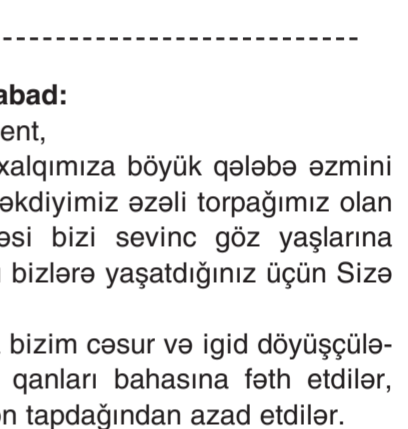 abad:
ent,
xalqımıza böyük qələbə əzmini
əkdiyimiz əzəli torpağımız olan
əsi bizi sevinc göz yaşlarına
bizlərə yaşatdığınız üçün Sizə
bizim cəsur və igid döyüşçülə-
qanları bahasına fəth etdilər,
n tapdağından azad etdilər.